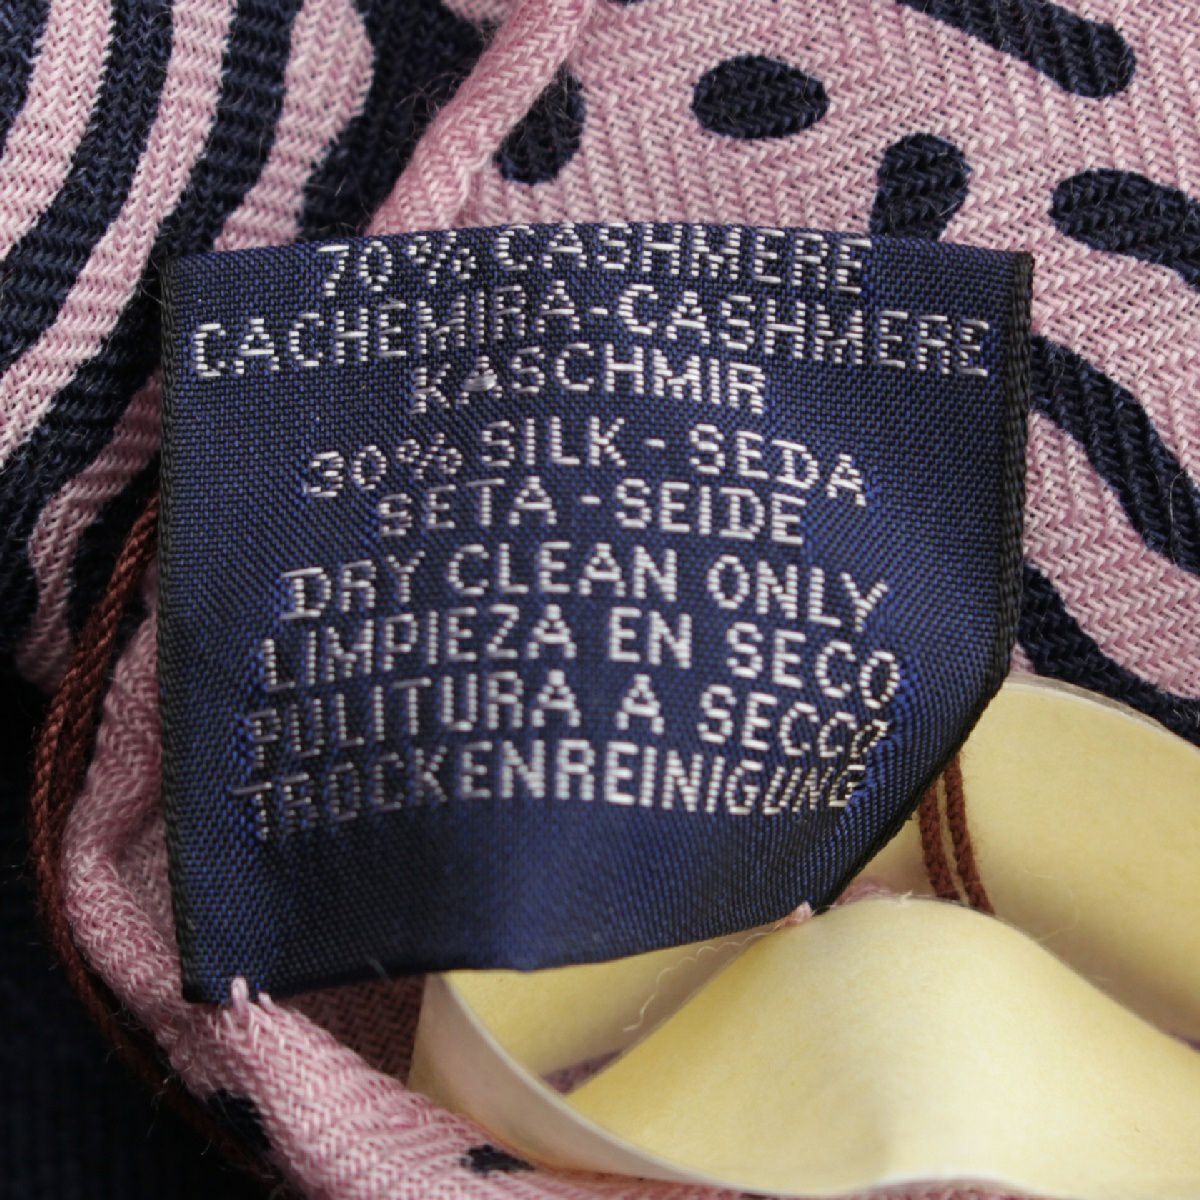 70% CASHMERE
CACHEMIRA-CASHMERE
KASCHMIR
30% SILK - SEDA
SETA - SEIDE
DRY CLEAN ONLY
LIMPIEZA EN SECO
PULITURA A SECCO
TROCKENREINIGUNG